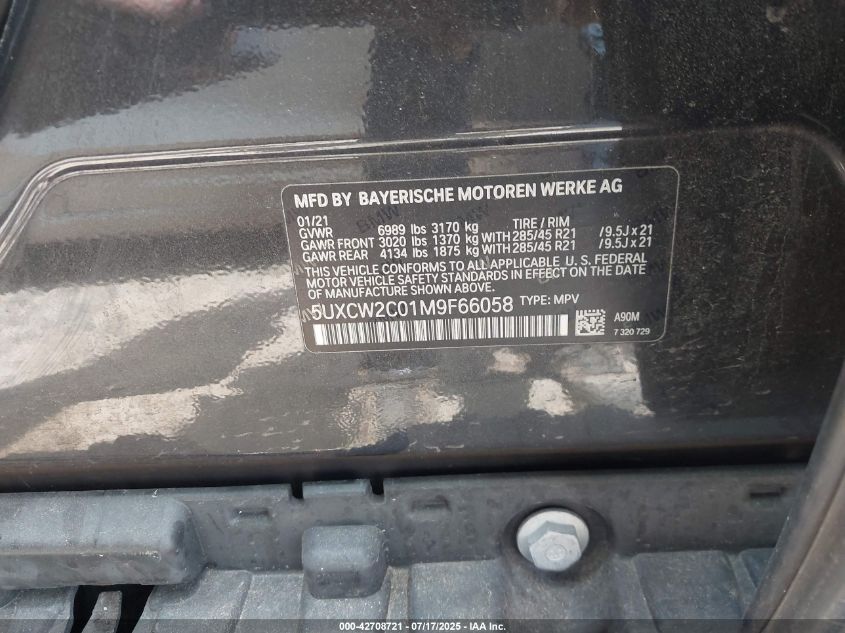 MFD BY BAYERISCHE MOTOREN WERKE AG
01/21 TIRE / RIM
GVWR 6989 lbs 3170 kg
GAWR FRONT 3020 lbs 1370 kg WITH 285/45 R21 /9.5J x 21
GAWR REAR 4134 lbs 1875 kg WITH 285/45 R21 /9.5J x 21
THIS VEHICLE CONFORMS TO ALL APPLICABLE U. S. FEDERAL
MOTOR VEHICLE SAFETY STANDARDS IN EFFECT ON THE DATE
OF MANUFACTURE SHOWN ABOVE.
5UXCW2C01M9F66058 TYPE: MPV
A90M
7 320 729
000-42708721 - 07/17/2025 - IAA Inc.